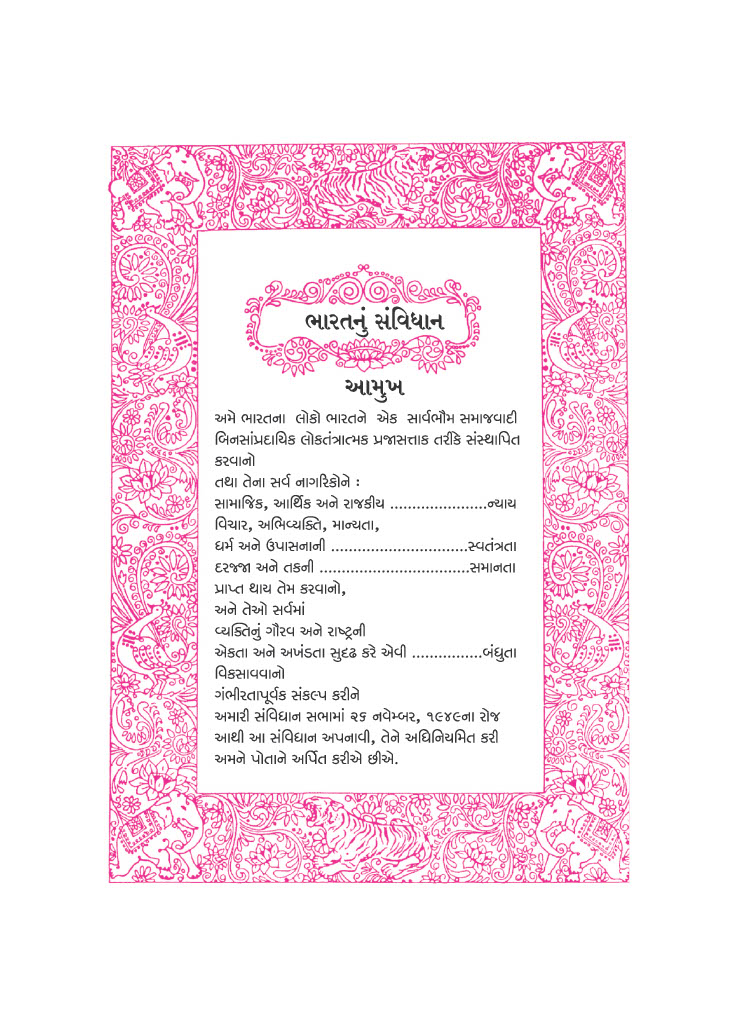 ભારતનું સંવિધાન
આમુખ
અમે ભારતના લોકો ભારતને એક સાર્વભૌમ સમાજવાદી
બિનસાંપ્રદાયિક લોકતંત્રાત્મક પ્રજાસત્તાક તરીકે સંસ્થાપિત
કરવાનો
તથા તેના સર્વ નાગરિકોને :
સામાજિક, આર્થિક અને રાજકીય ......................ન્યાય
વિચાર, અભિવ્યક્તિ, માન્યતા,
ધર્મ અને ઉપાસનાની ...............................સ્વતંત્રતા
દરજ્જા અને તકની ..................................સમાનતા
પ્રાપ્ત થાય તેમ કરવાનો,
અને તેઓ સર્વમાં
વ્યક્તિનું ગૌરવ અને રાષ્ટ્રની
એકતા અને અખંડતા સુદઢ કરે એવી ................બંધુતા
વિકસાવવાનો
ગંભીરતાપૂર્વક સંકલ્પ કરીને
અમારી સંવિધાન સભામાં ૨૬ નવેમ્બર, ૧૯૪૯ના રોજ
આથી આ સંવિધાન અપનાવી, તેને અધિનિયમિત કરી
અમને પોતાને અર્પિત કરીએ છીએ.